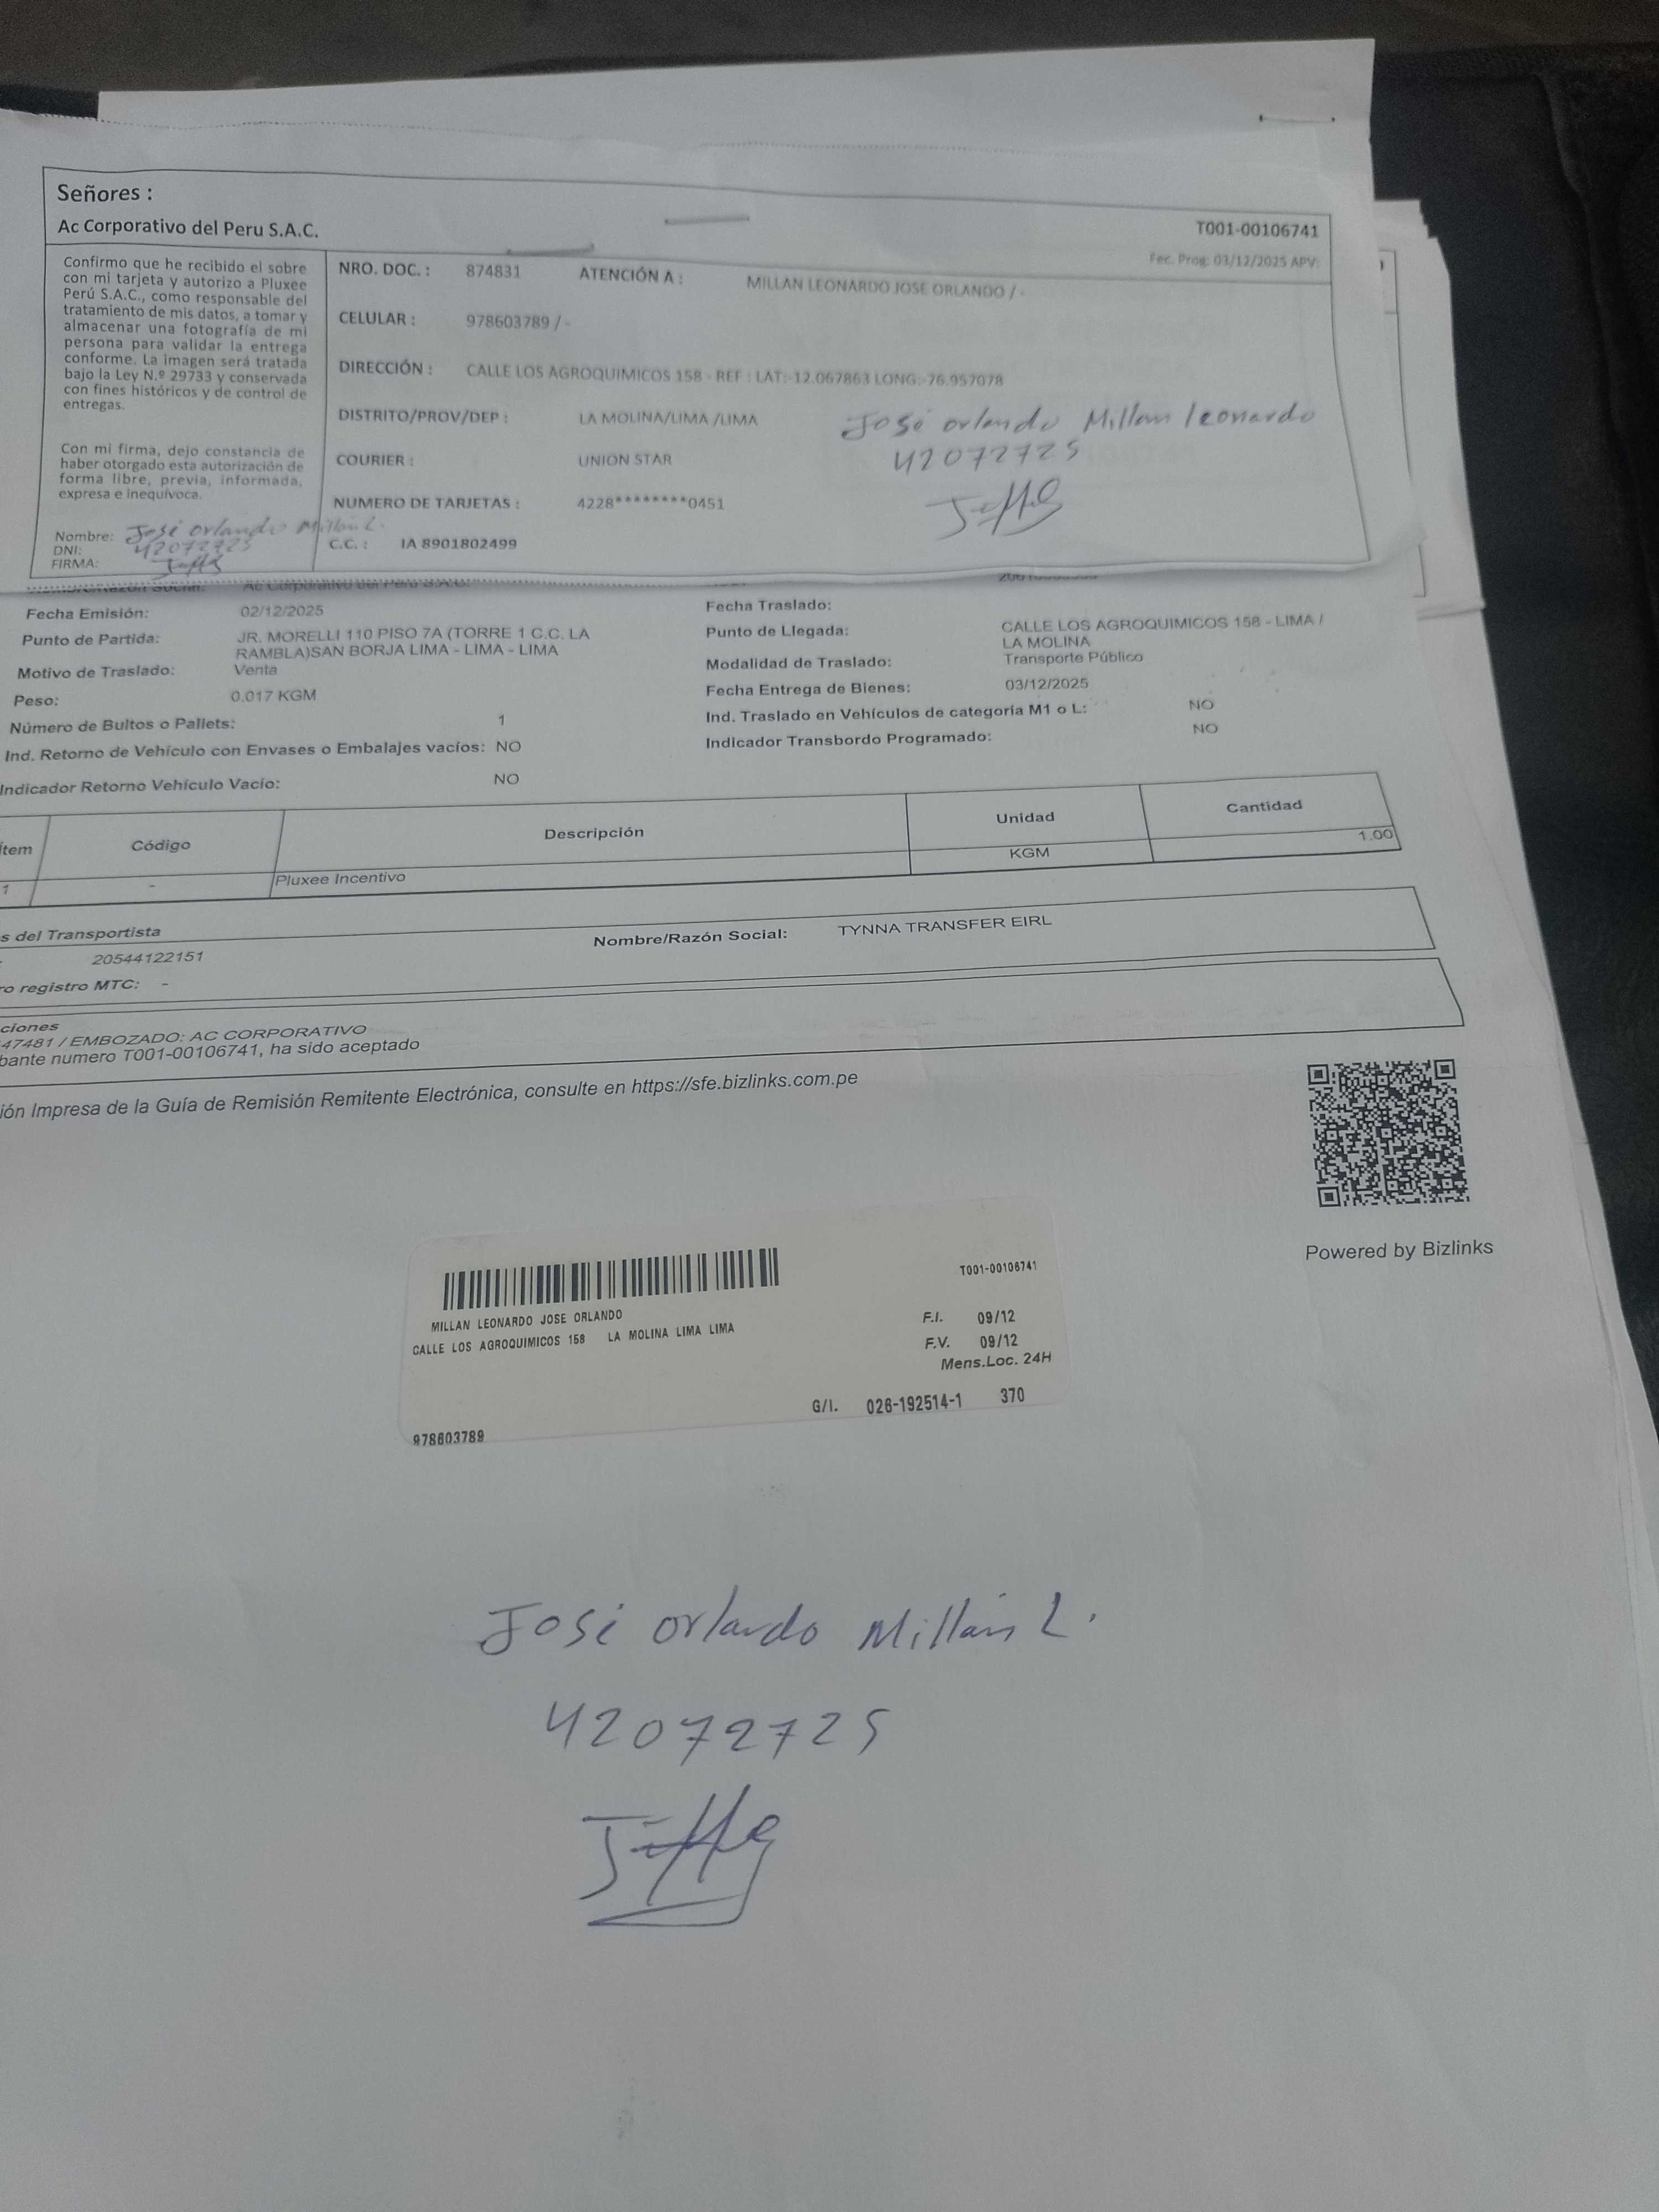 Señores :
Ac Corporativo del Peru S.A.C.
T001-00106741
Fec. Prog: 03/12/2025 APV:
Confirmo que he recibido el sobre
con mi tarjeta y autorizo a Pluxee
Perú S.A.C., como responsable del
tratamiento de mis datos, a tomar y
almacenar una fotografía de mi
persona para validar la entrega
conforme. La imagen será tratada
bajo la Ley N.º 29733 y conservada
con fines históricos y de control de
entregas.
Con mi firma, dejo constancia de
haber otorgado esta autorización de
forma libre, previa, informada,
expresa e inequívoca.
Nombre: José Orlando Millán L.
DNI: 42072725
FIRMA:
NRO. DOC. : 874831 ATENCIÓN A : MILLAN LEONARDO JOSE ORLANDO / -
CELULAR : 978603789 / -
DIRECCIÓN : CALLE LOS AGROQUIMICOS 158 - REF : LAT:-12.067863 LONG:-76.957078
DISTRITO/PROV/DEP : LA MOLINA/LIMA /LIMA
COURIER : UNION STAR
NUMERO DE TARJETAS : 4228********0451
C.C. : IA 8901802499
José orlando Millan leonardo
42072725
Ac Corporativo del Peru S.A.C.
Fecha Emisión: 02/12/2025 Fecha Traslado:
Punto de Partida: JR. MORELLI 110 PISO 7A (TORRE 1 C.C. LA RAMBLA)SAN BORJA LIMA - LIMA - LIMA
Punto de Llegada: CALLE LOS AGROQUIMICOS 158 - LIMA / LA MOLINA
Motivo de Traslado: Venta Modalidad de Traslado: Transporte Público
Peso: 0.017 KGM Fecha Entrega de Bienes: 03/12/2025
Número de Bultos o Pallets: 1 Ind. Traslado en Vehículos de categoría M1 o L: NO
Ind. Retorno de Vehículo con Envases o Embalajes vacíos: NO Indicador Transbordo Programado: NO
Indicador Retorno Vehículo Vacío: NO
Ítem Código Descripción Unidad Cantidad
1 - Pluxee Incentivo KGM 1.00
s del Transportista
20544122151 Nombre/Razón Social: TYNNA TRANSFER EIRL
ro registro MTC: -
ciones
47481 / EMBOZADO: AC CORPORATIVO
bante numero T001-00106741, ha sido aceptado
ión Impresa de la Guía de Remisión Remitente Electrónica, consulte en https://sfe.bizlinks.com.pe
Powered by Bizlinks
T001-00106741
MILLAN LEONARDO JOSE ORLANDO
CALLE LOS AGROQUIMICOS 158 LA MOLINA LIMA LIMA
F.I. 09/12
F.V. 09/12
Mens.Loc. 24H
G/I. 026-192514-1 370
978603789
José orlando Millán L.
42072725